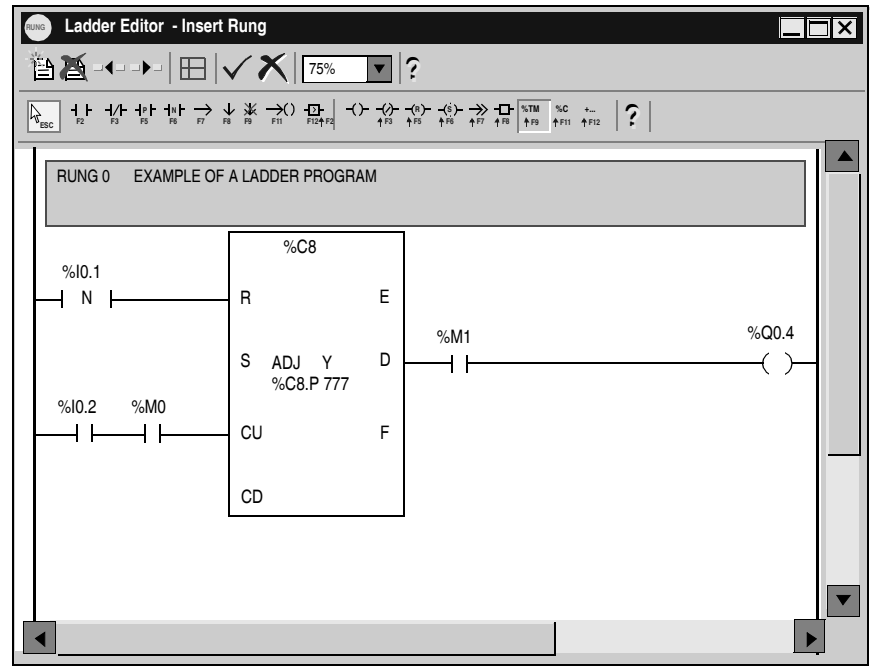 RUNG Ladder Editor - Insert Rung
75% ?
ESC F2 F3 P F5 N F6 F7 F8 F9 F11 F12 F2 F3 R F5 S F6 F7 F8 %TM F9 %C F11 +... F12 ?
RUNG 0 EXAMPLE OF A LADDER PROGRAM
%C8
%I0.1
N R E
%M1 %Q0.4
S ADJ Y D
%C8.P 777
%I0.2 %M0
CU F
CD